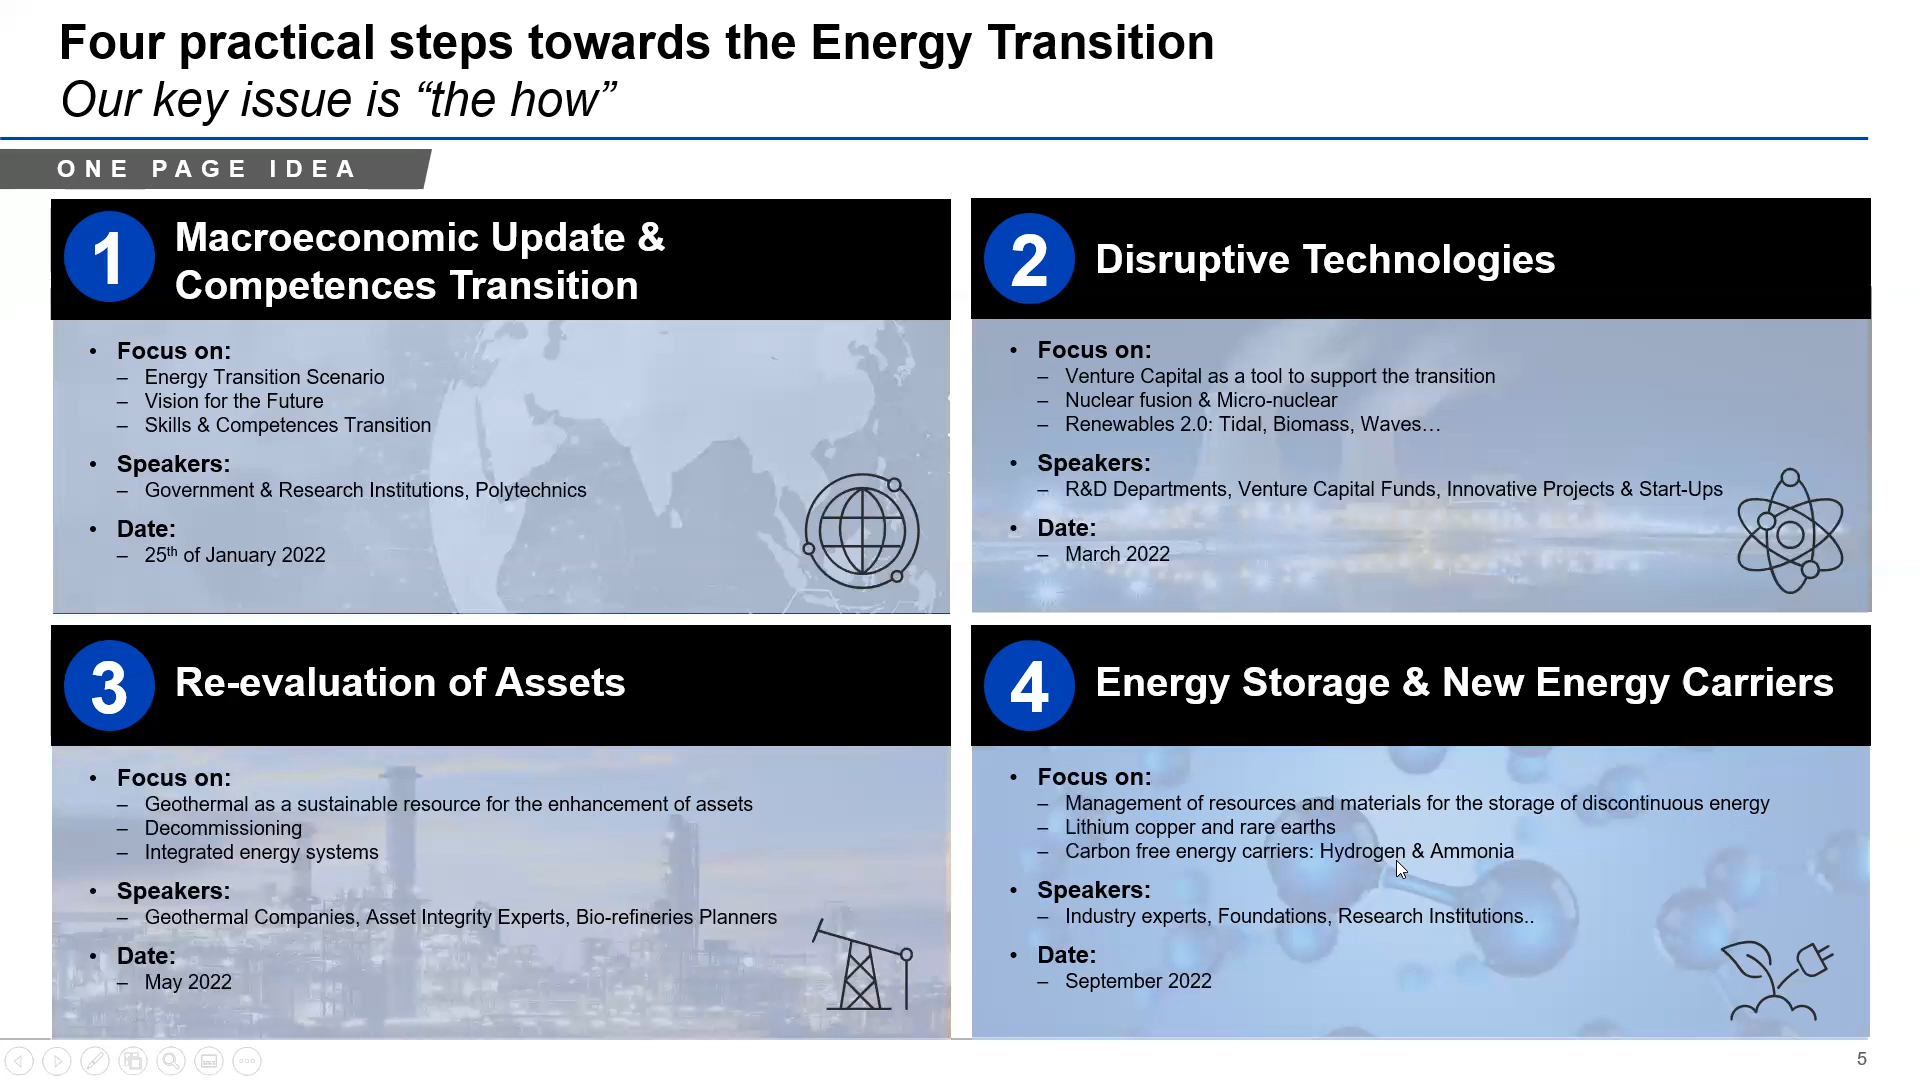 Four practical steps towards the Energy Transition
Our key issue is “the how”
ONE PAGE IDEA
1
Macroeconomic Update &
Competences Transition
• Focus on:
– Energy Transition Scenario
– Vision for the Future
– Skills & Competences Transition
• Speakers:
– Government & Research Institutions, Polytechnics
• Date:
– 25th of January 2022
2
Disruptive Technologies
• Focus on:
– Venture Capital as a tool to support the transition
– Nuclear fusion & Micro-nuclear
– Renewables 2.0: Tidal, Biomass, Waves…
• Speakers:
– R&D Departments, Venture Capital Funds, Innovative Projects & Start-Ups
• Date:
– March 2022
3
Re-evaluation of Assets
• Focus on:
– Geothermal as a sustainable resource for the enhancement of assets
– Decommissioning
– Integrated energy systems
• Speakers:
– Geothermal Companies, Asset Integrity Experts, Bio-refineries Planners
• Date:
– May 2022
4
Energy Storage & New Energy Carriers
• Focus on:
– Management of resources and materials for the storage of discontinuous energy
– Lithium copper and rare earths
– Carbon free energy carriers: Hydrogen & Ammonia
• Speakers:
– Industry experts, Foundations, Research Institutions..
• Date:
– September 2022
5